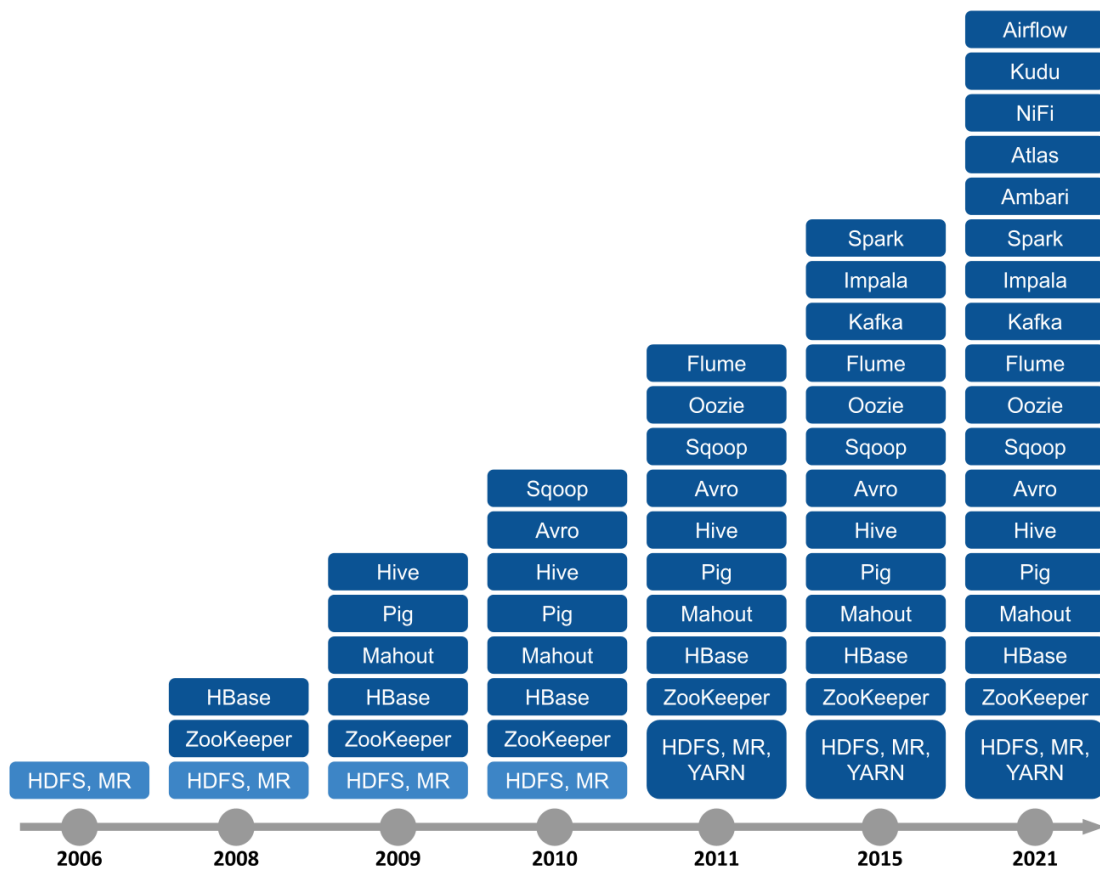 Airflow
Kudu
NiFi
Atlas
Ambari
Spark
Spark
Impala
Impala
Kafka
Kafka
Flume
Flume
Flume
Oozie
Oozie
Oozie
Sqoop
Sqoop
Sqoop
Sqoop
Avro
Avro
Avro
Avro
Hive
Hive
Hive
Hive
Hive
Pig
Pig
Pig
Pig
Pig
Mahout
Mahout
Mahout
Mahout
Mahout
HBase
HBase
HBase
HBase
HBase
HBase
ZooKeeper
ZooKeeper
ZooKeeper
ZooKeeper
ZooKeeper
ZooKeeper
HDFS, MR
HDFS, MR
HDFS, MR
HDFS, MR
HDFS, MR,
YARN
HDFS, MR,
YARN
HDFS, MR,
YARN
2006
2008
2009
2010
2011
2015
2021